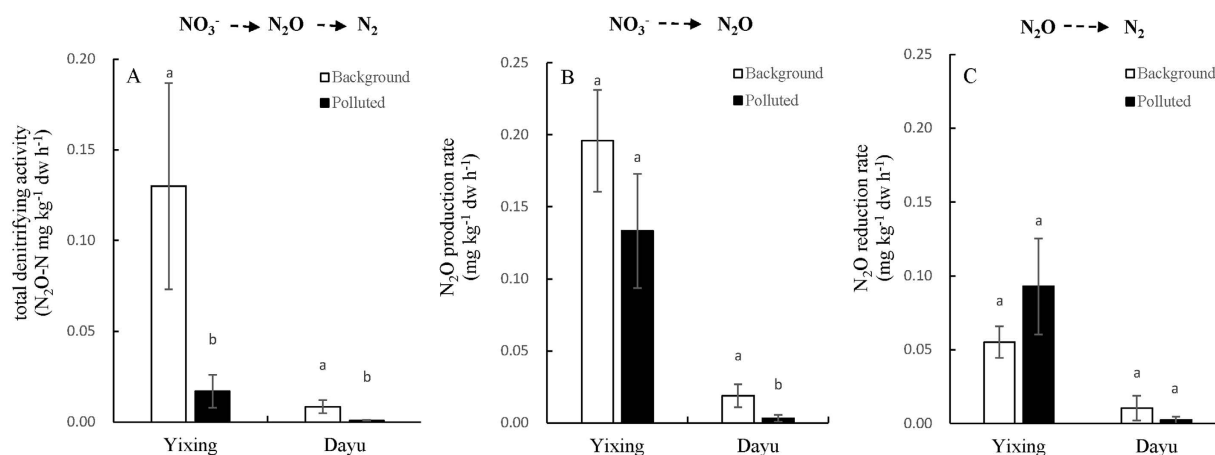 NO₃⁻ → N₂O → N₂
A
total denitrifying activity
(N₂O-N mg kg⁻¹ dw h⁻¹)
0.20
0.15
0.10
0.05
0.00
Background
Polluted
a
b
a
b
Yixing
Dayu
NO₃⁻ → N₂O
B
N₂O production rate
(mg kg⁻¹ dw h⁻¹)
0.25
0.20
0.15
0.10
0.05
0.00
Background
Polluted
a
a
a
b
Yixing
Dayu
N₂O → N₂
C
N₂O reduction rate
(mg kg⁻¹ dw h⁻¹)
0.25
0.20
0.15
0.10
0.05
0.00
Background
Polluted
a
a
a
a
Yixing
Dayu